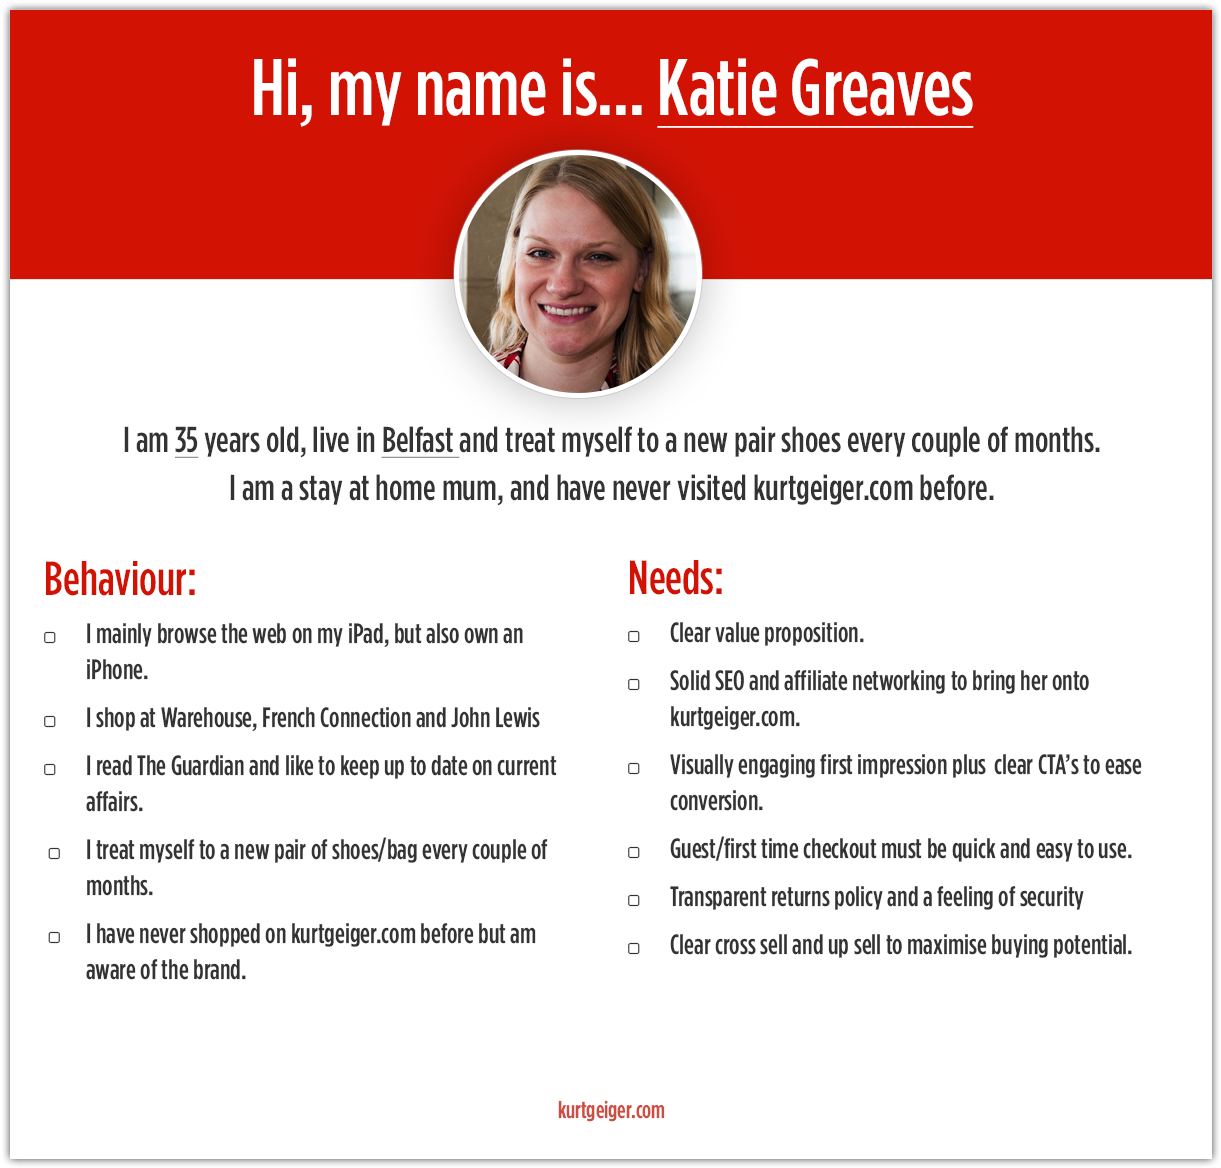 Hi, my name is... Katie Greaves
I am 35 years old, live in Belfast and treat myself to a new pair shoes every couple of months.
I am a stay at home mum, and have never visited kurtgeiger.com before.
Behaviour:
I mainly browse the web on my iPad, but also own an
iPhone.
I shop at Warehouse, French Connection and John Lewis
I read The Guardian and like to keep up to date on current
affairs.
I treat myself to a new pair of shoes/bag every couple of
months.
I have never shopped on kurtgeiger.com before but am
aware of the brand.
Needs:
Clear value proposition.
Solid SEO and affiliate networking to bring her onto
kurtgeiger.com.
Visually engaging first impression plus  clear CTA’s to ease
conversion.
Guest/first time checkout must be quick and easy to use.
Transparent returns policy and a feeling of security
Clear cross sell and up sell to maximise buying potential.
kurtgeiger.com